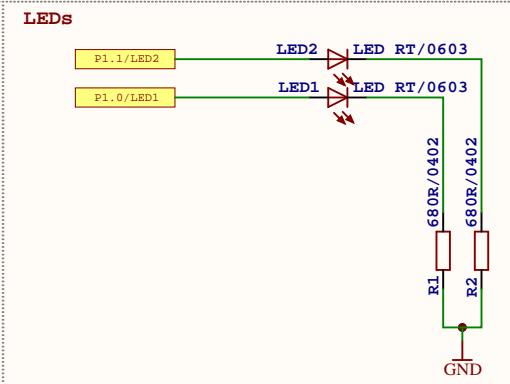 LEDs
LED2 LED RT/0603
P1.1/LED2
LED1 LED RT/0603
P1.0/LED1
680R/0402
680R/0402
R1
R2
GND